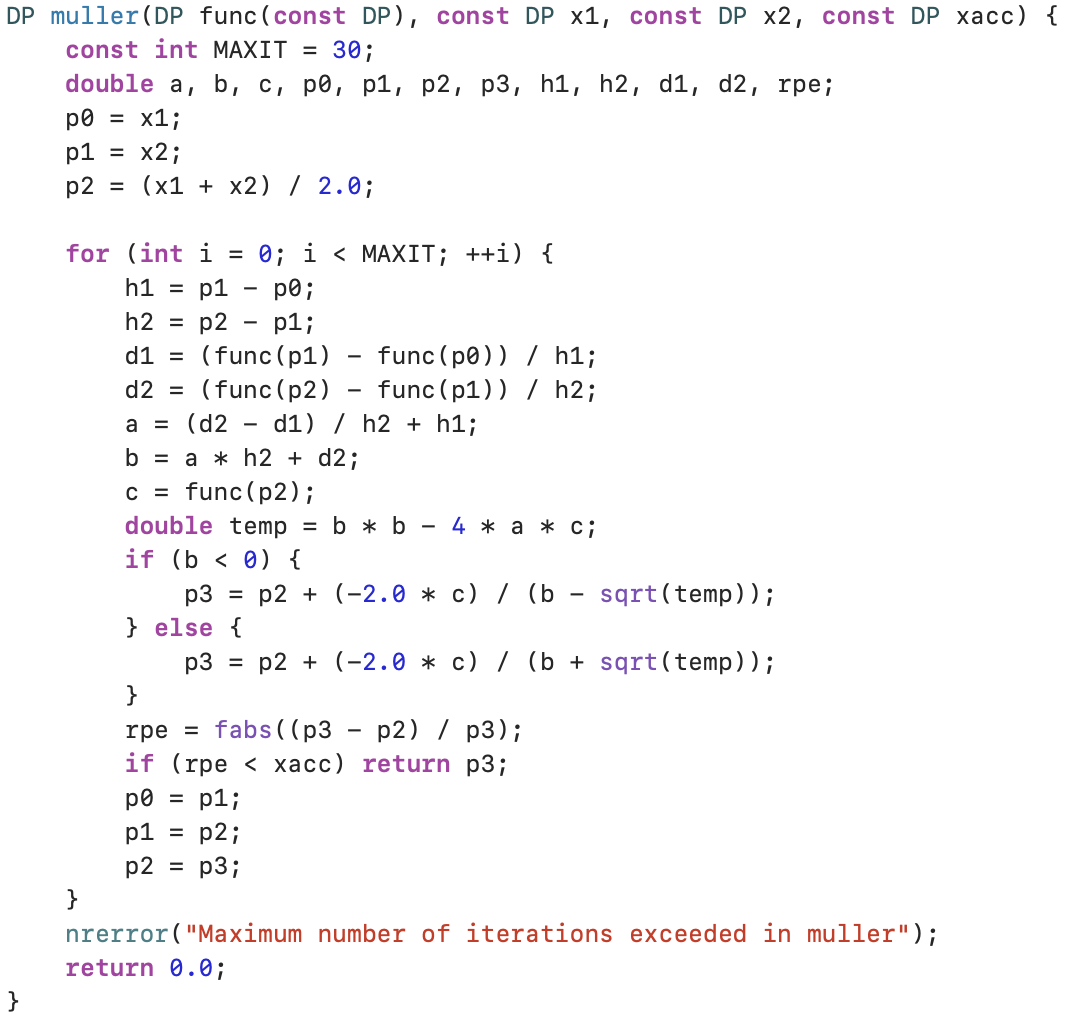 DP muller(DP func(const DP), const DP x1, const DP x2, const DP xacc) {
    const int MAXIT = 30;
    double a, b, c, p0, p1, p2, p3, h1, h2, d1, d2, rpe;
    p0 = x1;
    p1 = x2;
    p2 = (x1 + x2) / 2.0;

    for (int i = 0; i < MAXIT; ++i) {
        h1 = p1 - p0;
        h2 = p2 - p1;
        d1 = (func(p1) - func(p0)) / h1;
        d2 = (func(p2) - func(p1)) / h2;
        a = (d2 - d1) / h2 + h1;
        b = a * h2 + d2;
        c = func(p2);
        double temp = b * b - 4 * a * c;
        if (b < 0) {
            p3 = p2 + (-2.0 * c) / (b - sqrt(temp));
        } else {
            p3 = p2 + (-2.0 * c) / (b + sqrt(temp));
        }
        rpe = fabs((p3 - p2) / p3);
        if (rpe < xacc) return p3;
        p0 = p1;
        p1 = p2;
        p2 = p3;
    }
    nrerror("Maximum number of iterations exceeded in muller");
    return 0.0;
}